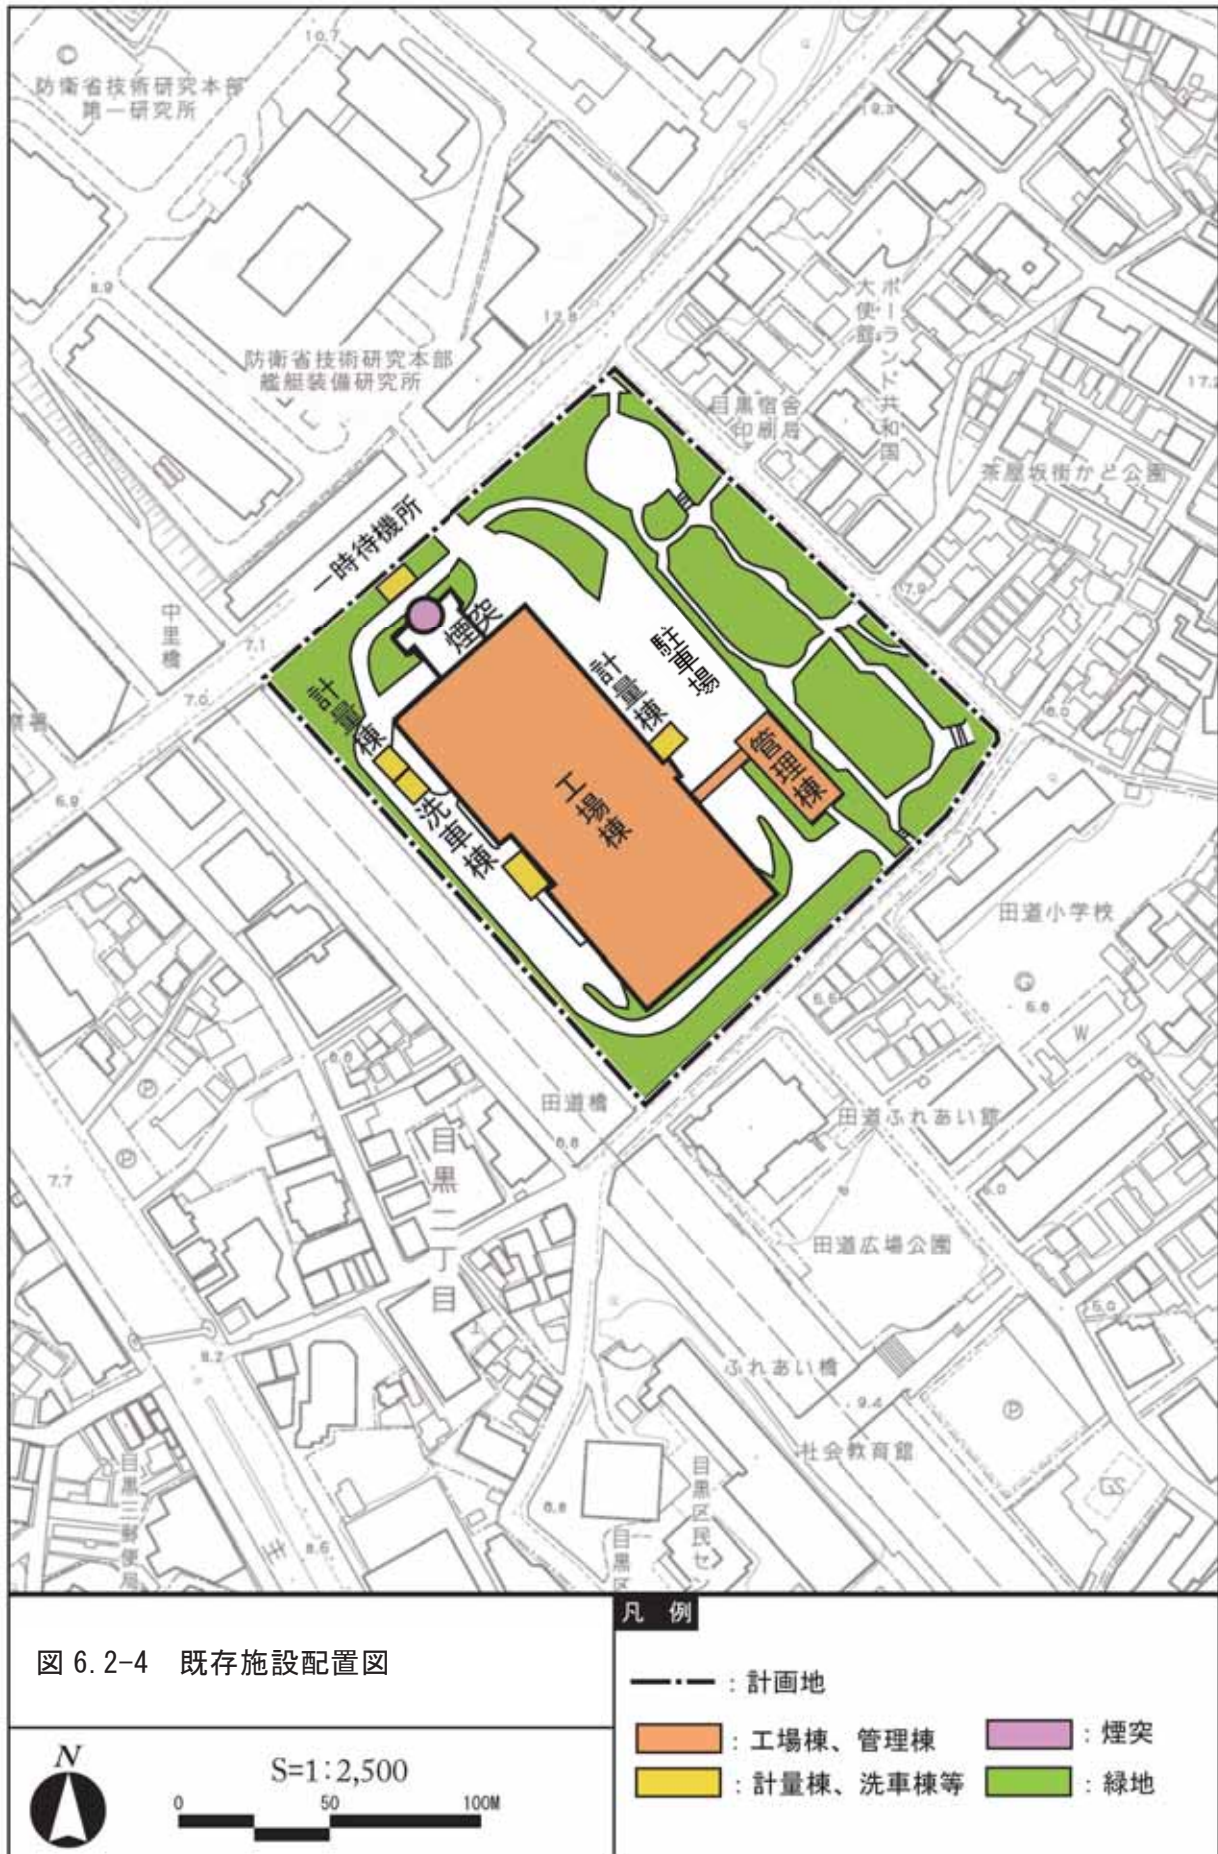 10.7
防衛省技術研究本部
第一研究所
19.3
8.9
12.8
防衛省技術研究本部
艦艇装備研究所
ポーランド共和国
大使館
17.2
目黒宿舎
印刷局
茶屋坂街かど公園
一時待機所
中里橋
7.1
7.0
煙突
計量棟
計量棟
駐車場
管理棟
工場棟
洗車棟
6.9
田道小学校
6.8
W
田道橋
6.8
田道ふれあい館
P
P
7.7
目黒二丁目
田道広場公園
8.2
ふれあい橋
9.4
P
社会教育館
GS
目黒三郵便局
主
8.6
目黒区
目黒区民セン
図 6.2-4 既存施設配置図
凡 例
：計画地
：工場棟、管理棟
：煙突
：計量棟、洗車棟等
：緑地
N
S=1:2,500
0 50 100M